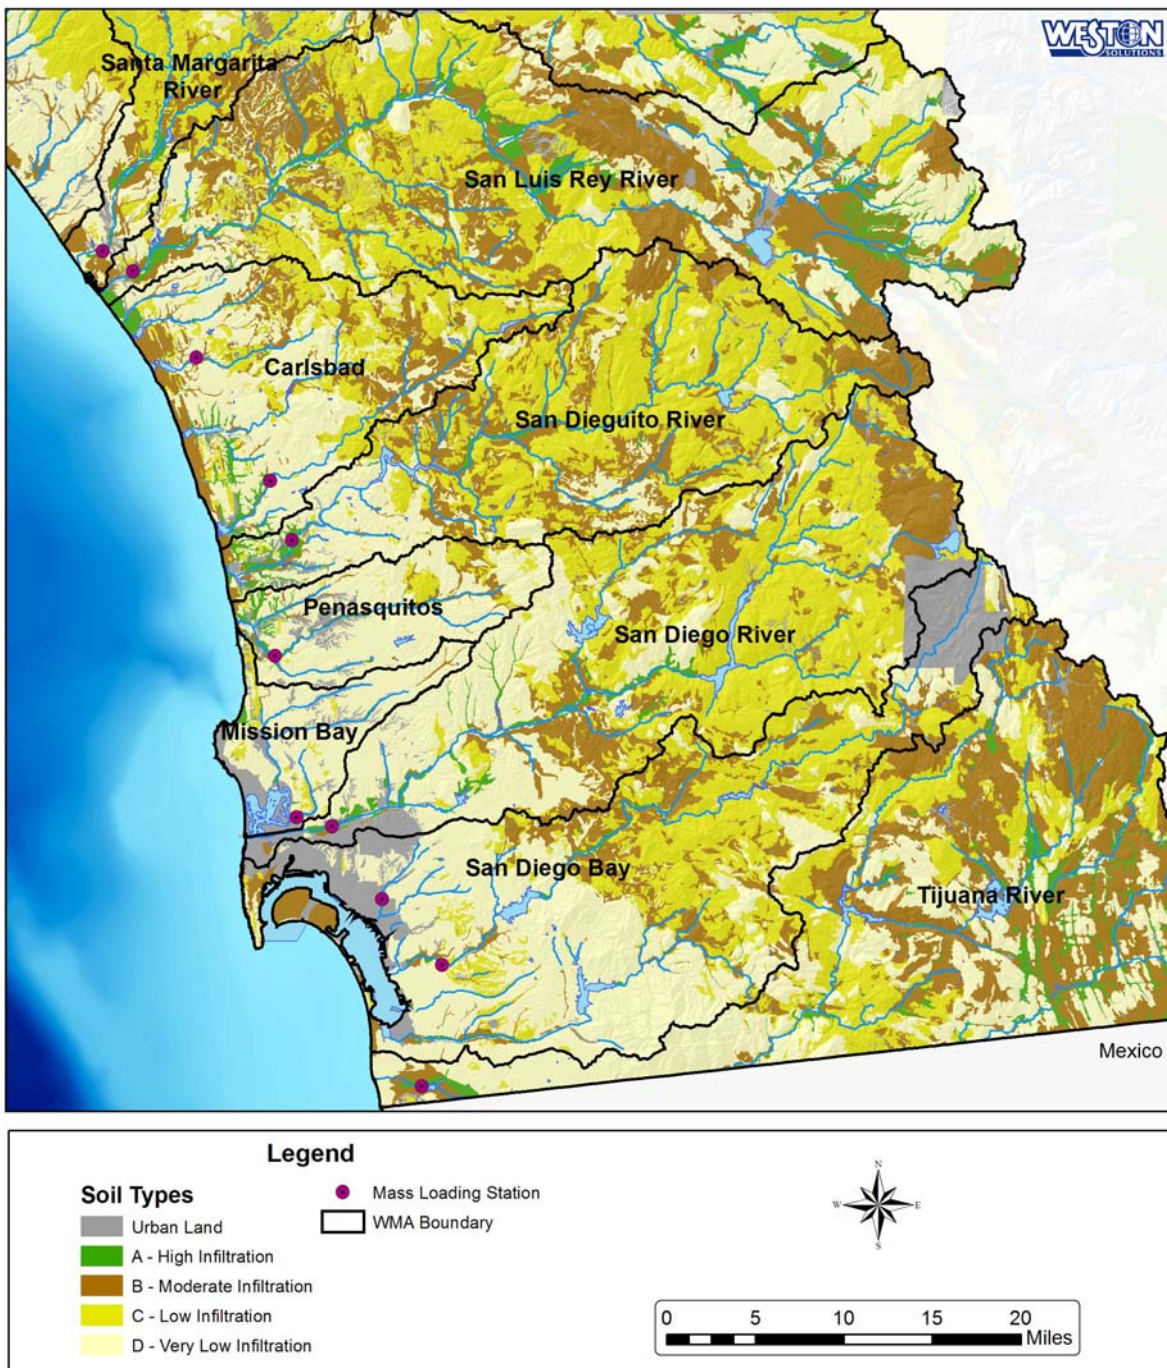 WESTON
SOLUTIONS
Santa Margarita
River
San Luis Rey River
Carlsbad
San Dieguito River
Penasquitos
San Diego River
Mission Bay
San Diego Bay
Tijuana River
Mexico
Legend
Soil Types
Urban Land
A - High Infiltration
B - Moderate Infiltration
C - Low Infiltration
D - Very Low Infiltration
Mass Loading Station
WMA Boundary
N
W E
S
0 5 10 15 20
Miles